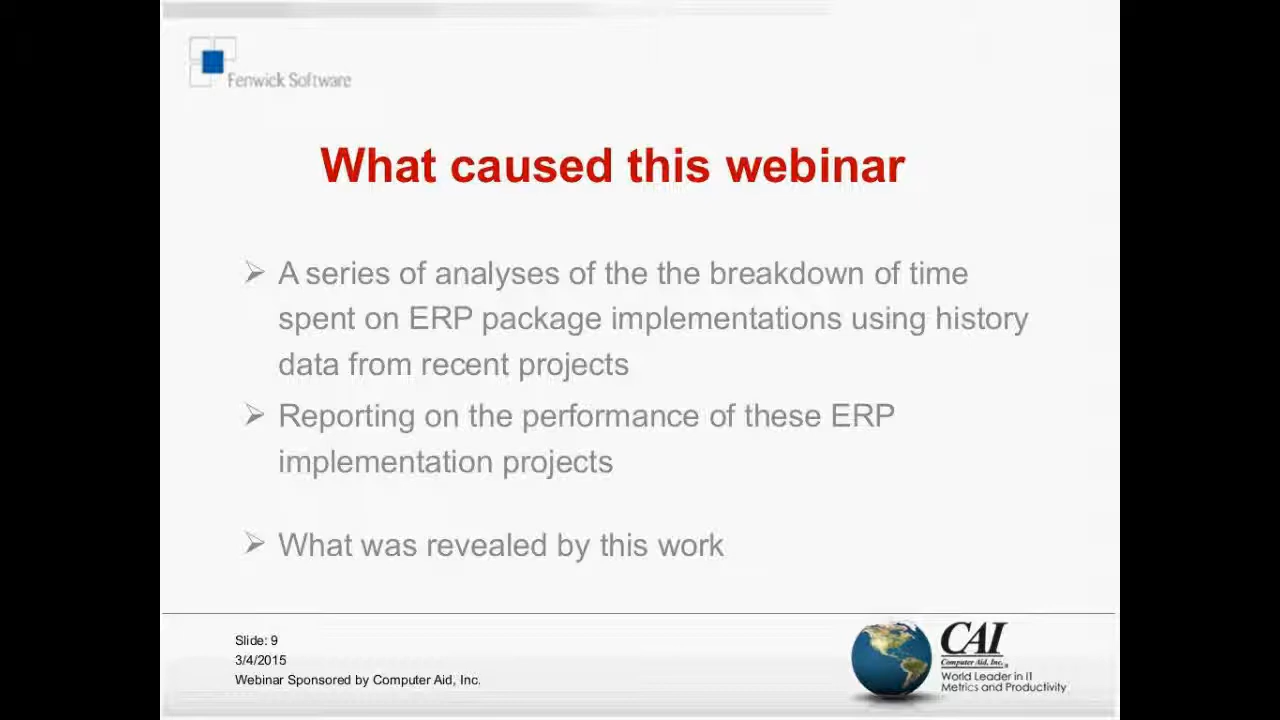 Fenwick Software
What caused this webinar
➢ A series of analyses of the the breakdown of time
spent on ERP package implementations using history
data from recent projects
➢ Reporting on the performance of these ERP
implementation projects
➢ What was revealed by this work
Slide: 9
3/4/2015
Webinar Sponsored by Computer Aid, Inc.
CAI
Computer Aid, Inc.®
World Leader in IT
Metrics and Productivity